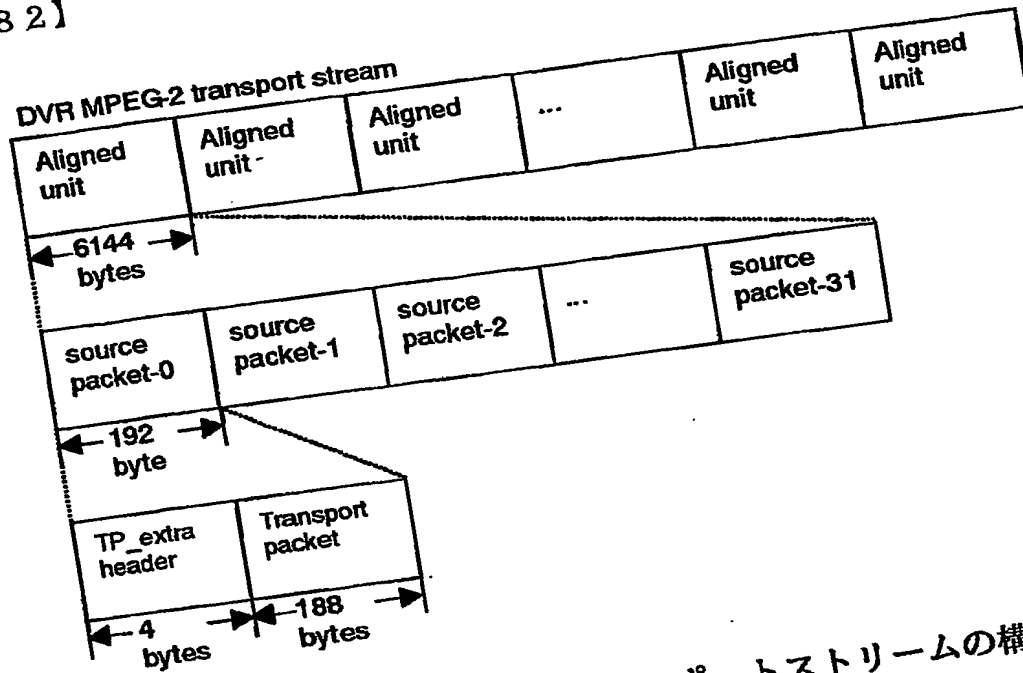 ８２】
DVR MPEG-2 transport stream
Aligned unit
Aligned unit
Aligned unit
...
Aligned unit
Aligned unit
6144 bytes
source packet-0
source packet-1
source packet-2
...
source packet-31
192 byte
TP_extra header
Transport packet
4 bytes
188 bytes
ートストリームの構